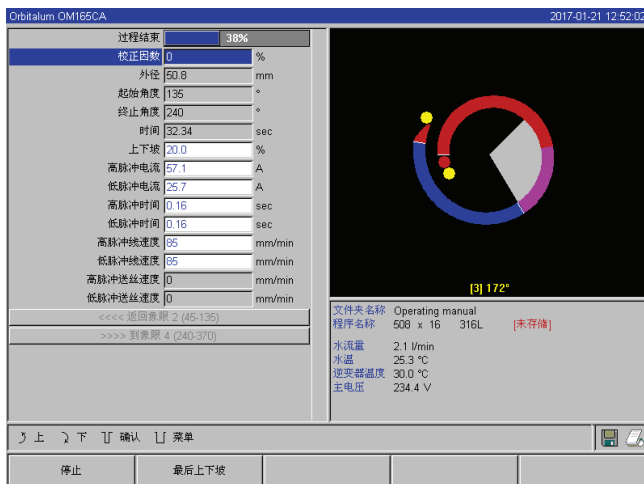 Orbitalum OM165CA 2017-01-21 12:52:02
过程结束 38%
校正因数 0 %
外径 50.8 mm
起始角度 135 °
终止角度 240 °
时间 32.34 sec
上下坡 20.0 %
高脉冲电流 57.1 A
低脉冲电流 25.7 A
高脉冲时间 0.16 sec
低脉冲时间 0.16 sec
高脉冲线速度 85 mm/min
低脉冲线速度 85 mm/min
高脉冲送丝速度 0 mm/min
低脉冲送丝速度 0 mm/min
<<<< 返回象限 2 (45-135)
>>>> 到象限 4 (240-370)
[3] 172°
文件夹名称 Operating manual
程序名称 508 x 16 316L [未存储]
水流量 2.1 l/min
水温 25.3 °C
逆变器温度 30.0 °C
主电压 234.4 V
上 下 确认 菜单
停止 最后上下坡